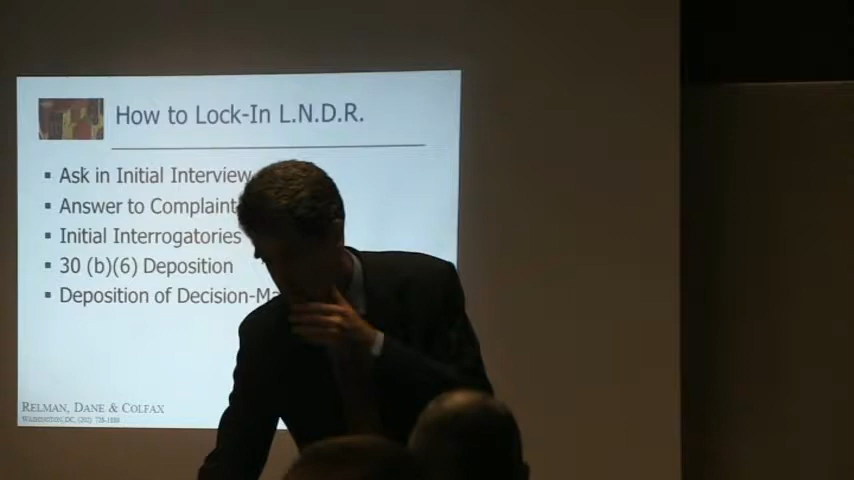 How to Lock-In L.N.D.R.
Ask in Initial Interview
Answer to Complaint
Initial Interrogatories
30 (b)(6) Deposition
Deposition of
RELMAN, DANE & COLFAX